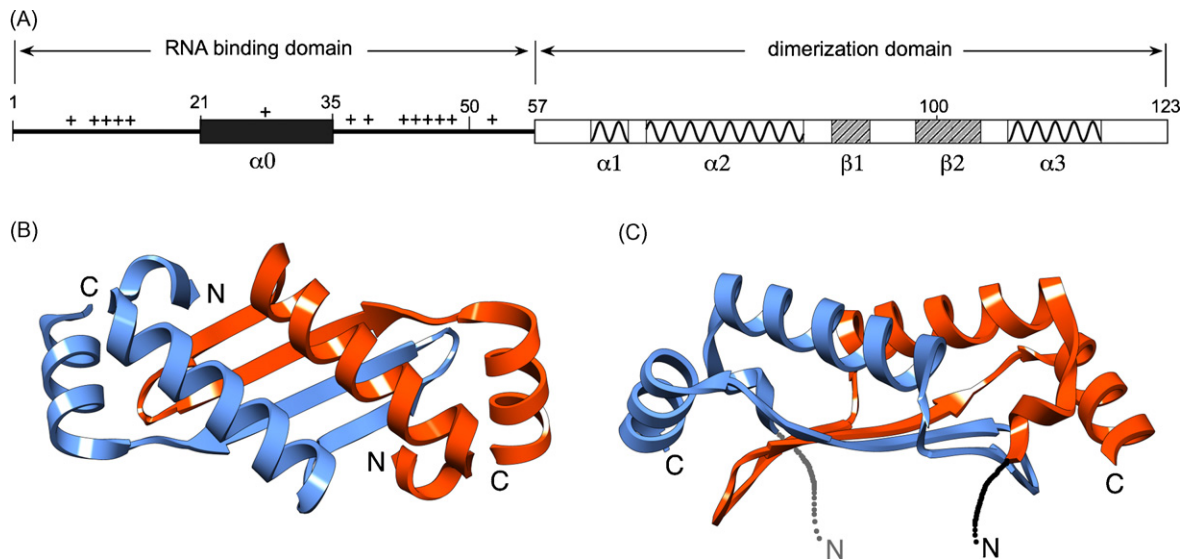 (A)
RNA binding domain dimerization domain
1 21 35 50 57 100 123
+ ++++ + + + +++++ +
α0 α1 α2 β1 β2 α3
(B) (C)
C N N C
C N N C